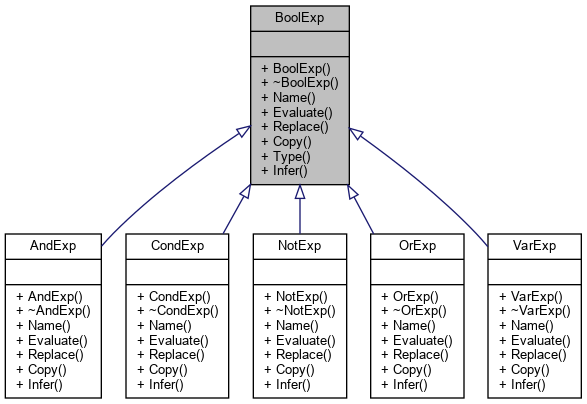 BoolExp
+ BoolExp()
+ ~BoolExp()
+ Name()
+ Evaluate()
+ Replace()
+ Copy()
+ Type()
+ Infer()
AndExp
+ AndExp()
+ ~AndExp()
+ Name()
+ Evaluate()
+ Replace()
+ Copy()
+ Infer()
CondExp
+ CondExp()
+ ~CondExp()
+ Name()
+ Evaluate()
+ Replace()
+ Copy()
+ Infer()
NotExp
+ NotExp()
+ ~NotExp()
+ Name()
+ Evaluate()
+ Replace()
+ Copy()
+ Infer()
OrExp
+ OrExp()
+ ~OrExp()
+ Name()
+ Evaluate()
+ Replace()
+ Copy()
+ Infer()
VarExp
+ VarExp()
+ ~VarExp()
+ Name()
+ Evaluate()
+ Replace()
+ Copy()
+ Infer()